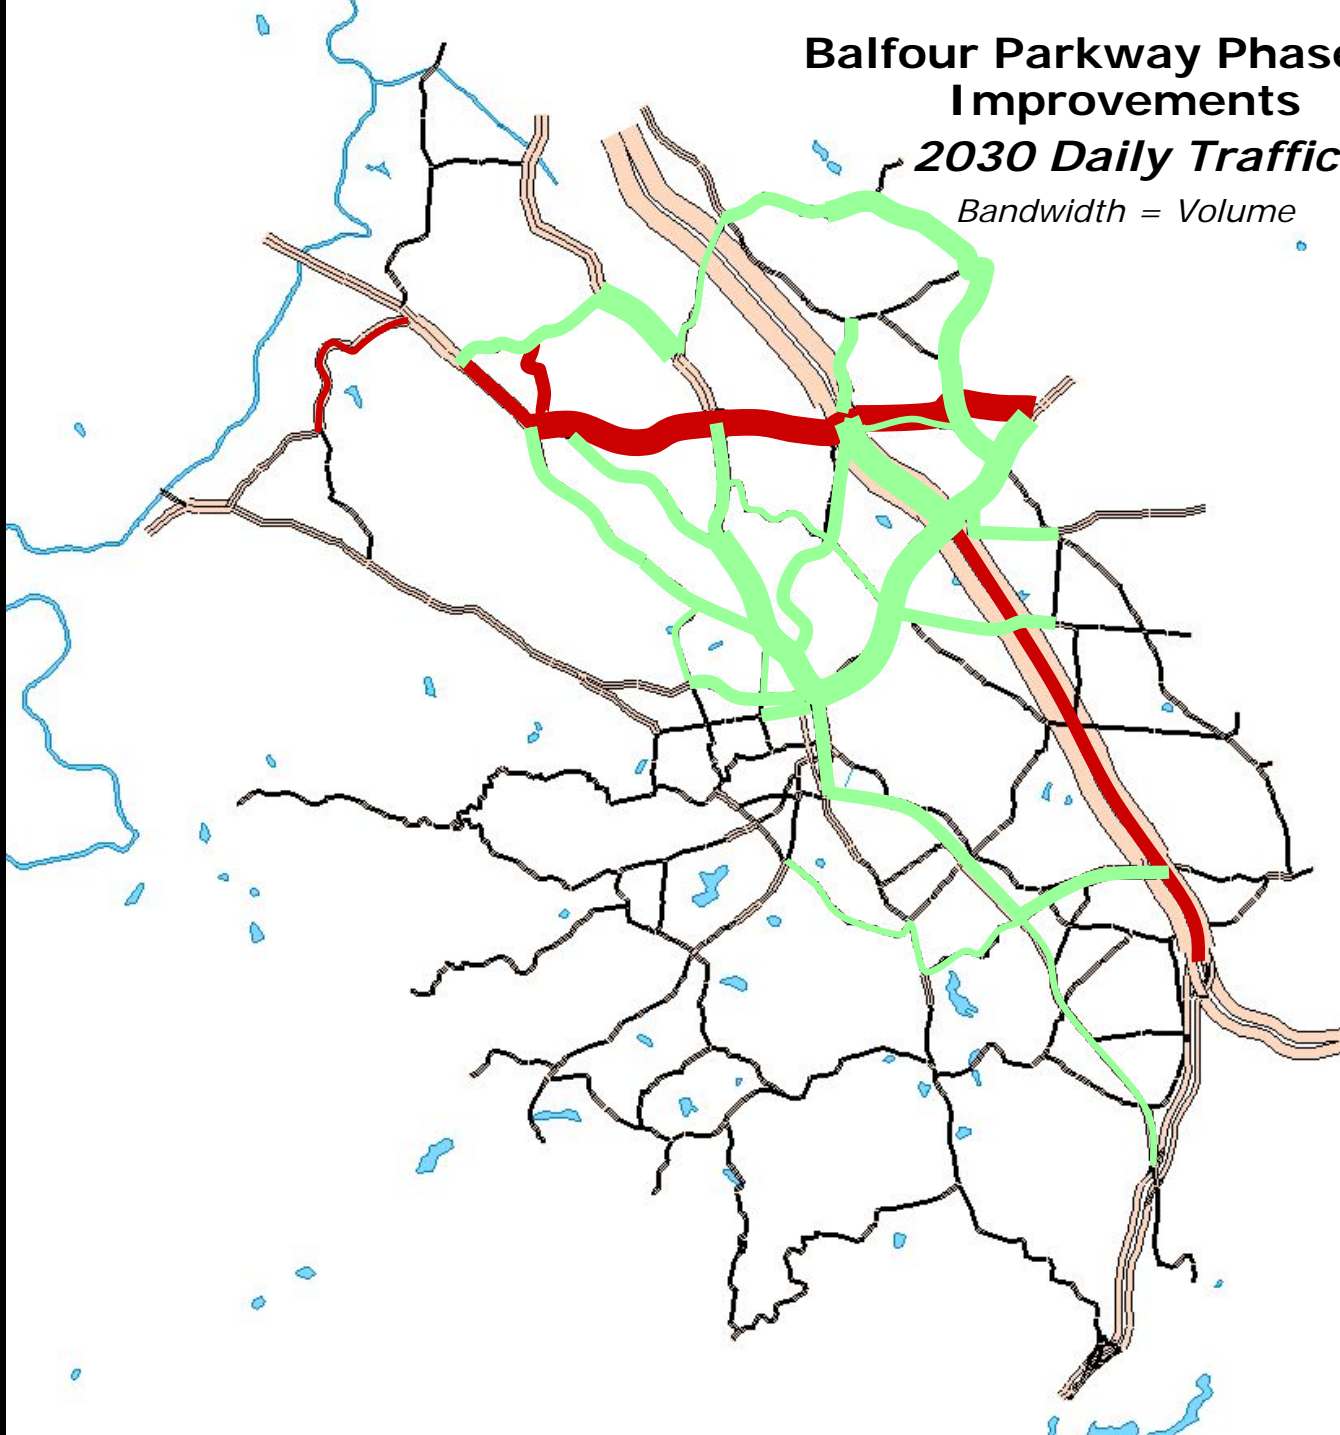 Balfour Parkway Phase
Improvements
2030 Daily Traffic
Bandwidth = Volume